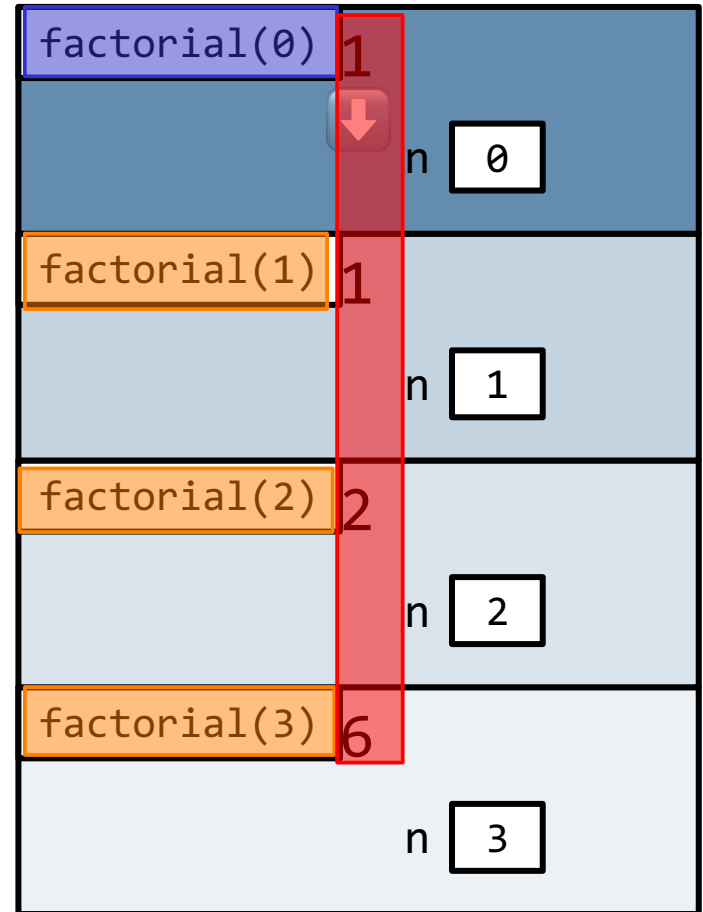 factorial(0) 1
n 0
factorial(1) 1
n 1
factorial(2) 2
n 2
factorial(3) 6
n 3